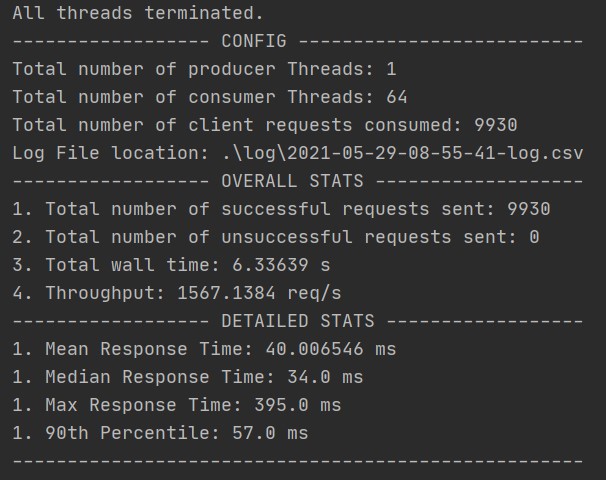 All threads terminated.
------------------ CONFIG --------------------------
Total number of producer Threads: 1
Total number of consumer Threads: 64
Total number of client requests consumed: 9930
Log File location: .\log\2021-05-29-08-55-41-log.csv
------------------ OVERALL STATS -------------------
1. Total number of successful requests sent: 9930
2. Total number of unsuccessful requests sent: 0
3. Total wall time: 6.33639 s
4. Throughput: 1567.1384 req/s
------------------ DETAILED STATS ------------------
1. Mean Response Time: 40.006546 ms
1. Median Response Time: 34.0 ms
1. Max Response Time: 395.0 ms
1. 90th Percentile: 57.0 ms
----------------------------------------------------